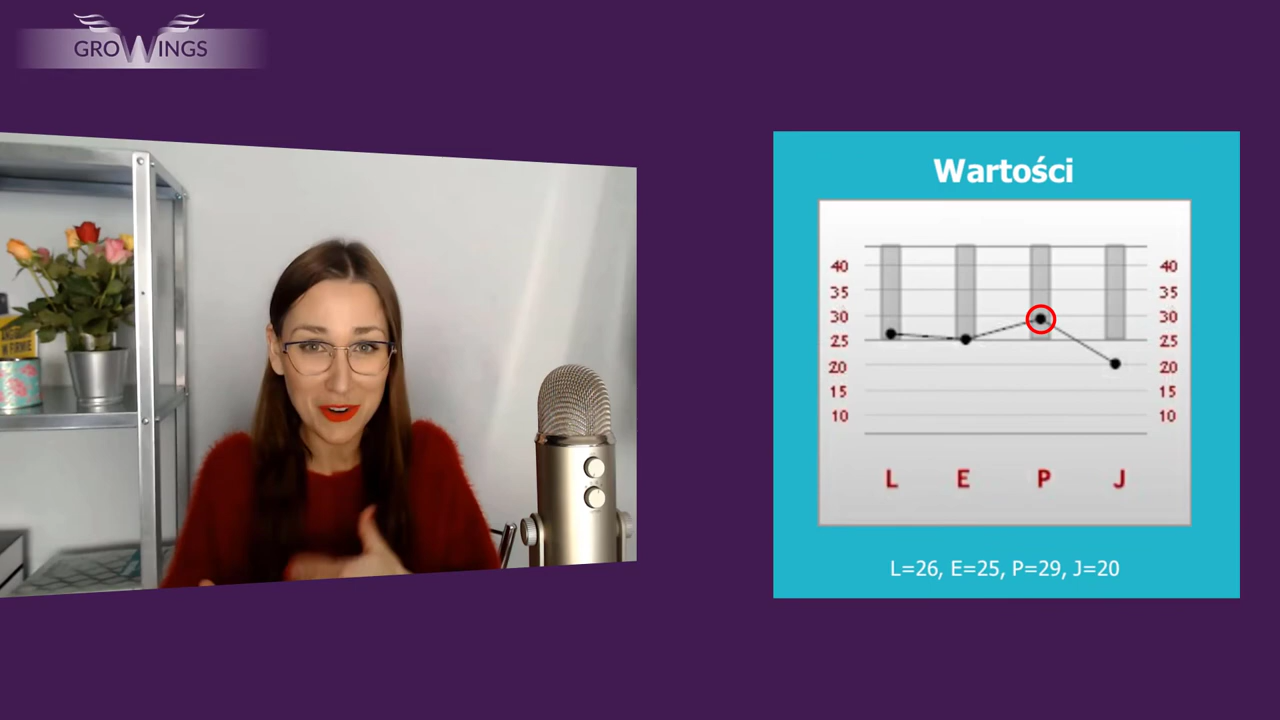 GROWINGS
Wartości
40 40
35 35
30 30
25 25
20 20
15 15
10 10
L E P J
L=26, E=25, P=29, J=20
W FIRMIE